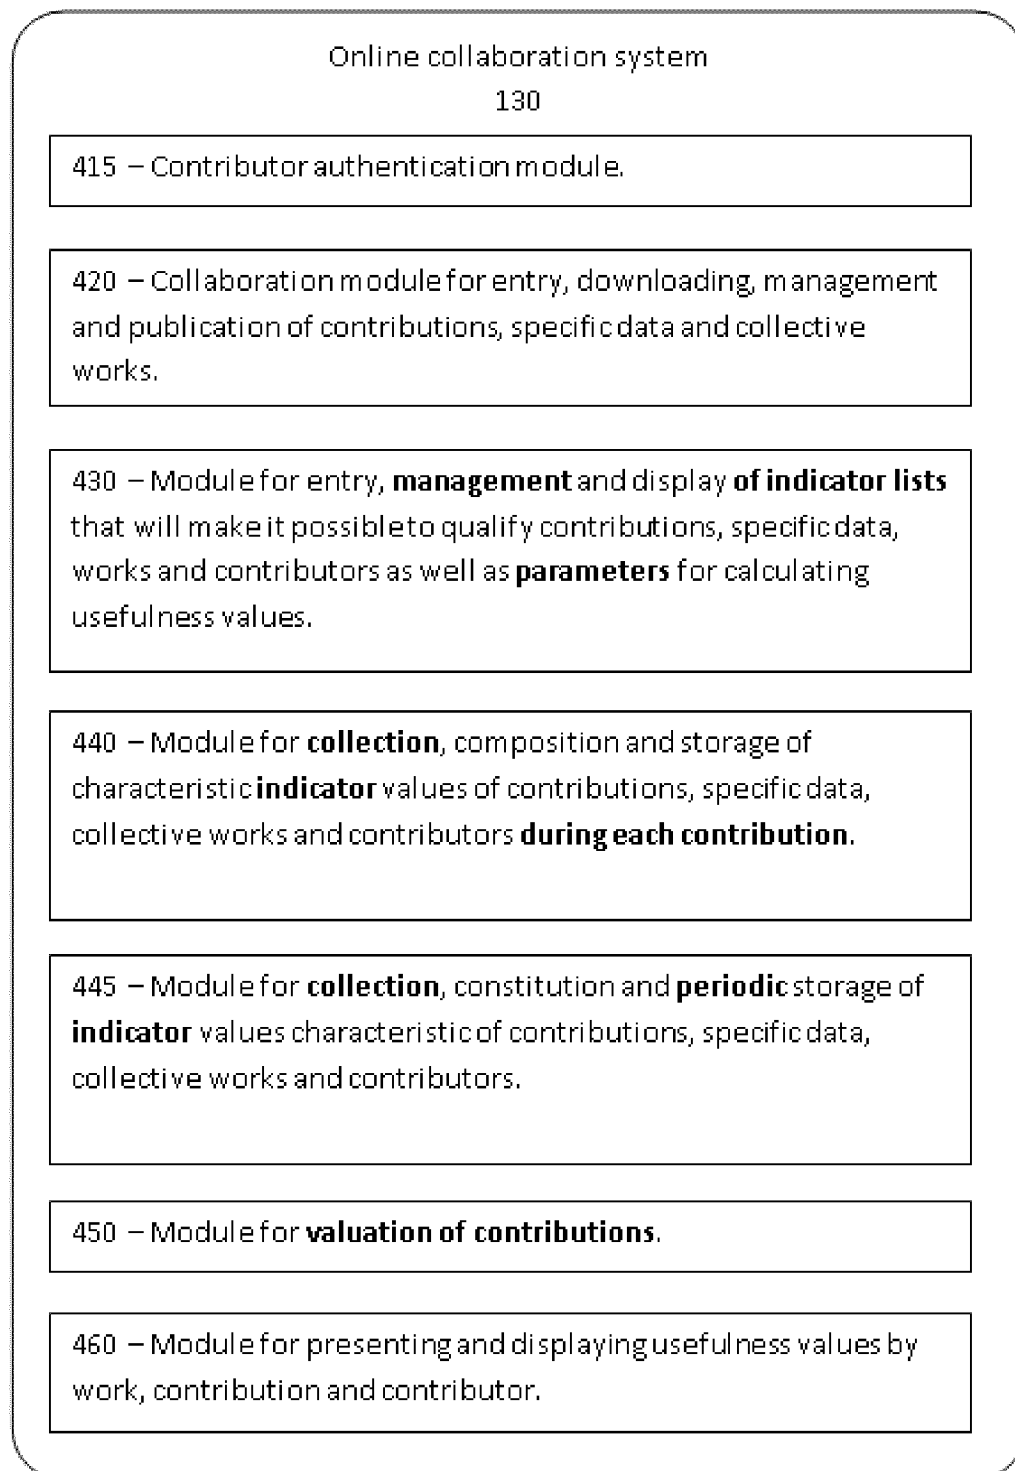 Online collaboration system
130
415 – Contributor authentication module.
420 – Collaboration module for entry, downloading, management
and publication of contributions, specific data and collective
works.
430 – Module for entry, management and display of indicator lists
that will make it possible to qualify contributions, specific data,
works and contributors as well as parameters for calculating
usefulness values.
440 – Module for collection, composition and storage of
characteristic indicator values of contributions, specific data,
collective works and contributors during each contribution.
445 – Module for collection, constitution and periodic storage of
indicator values characteristic of contributions, specific data,
collective works and contributors.
450 – Module for valuation of contributions.
460 – Module for presenting and displaying usefulness values by
work, contribution and contributor.